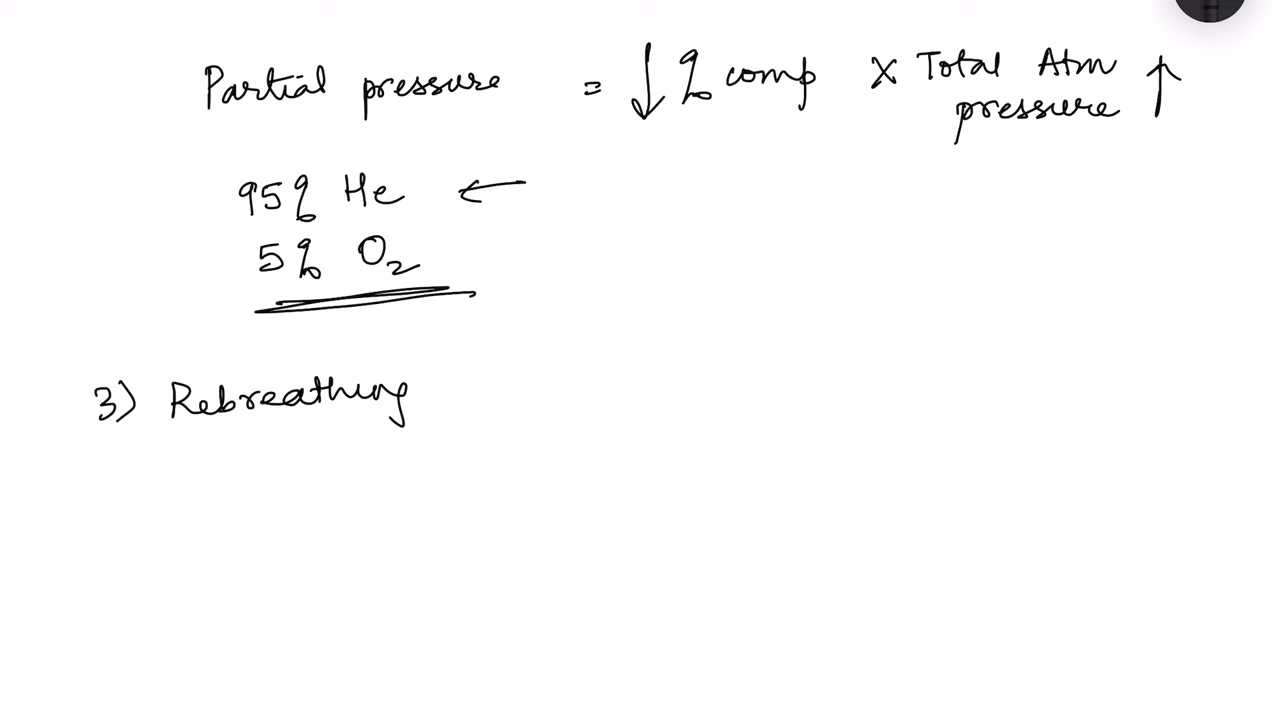 Partial pressure = ↓ % comp × Total Atm pressure ↑
95% He ←
5% O₂
3) Rebreathing